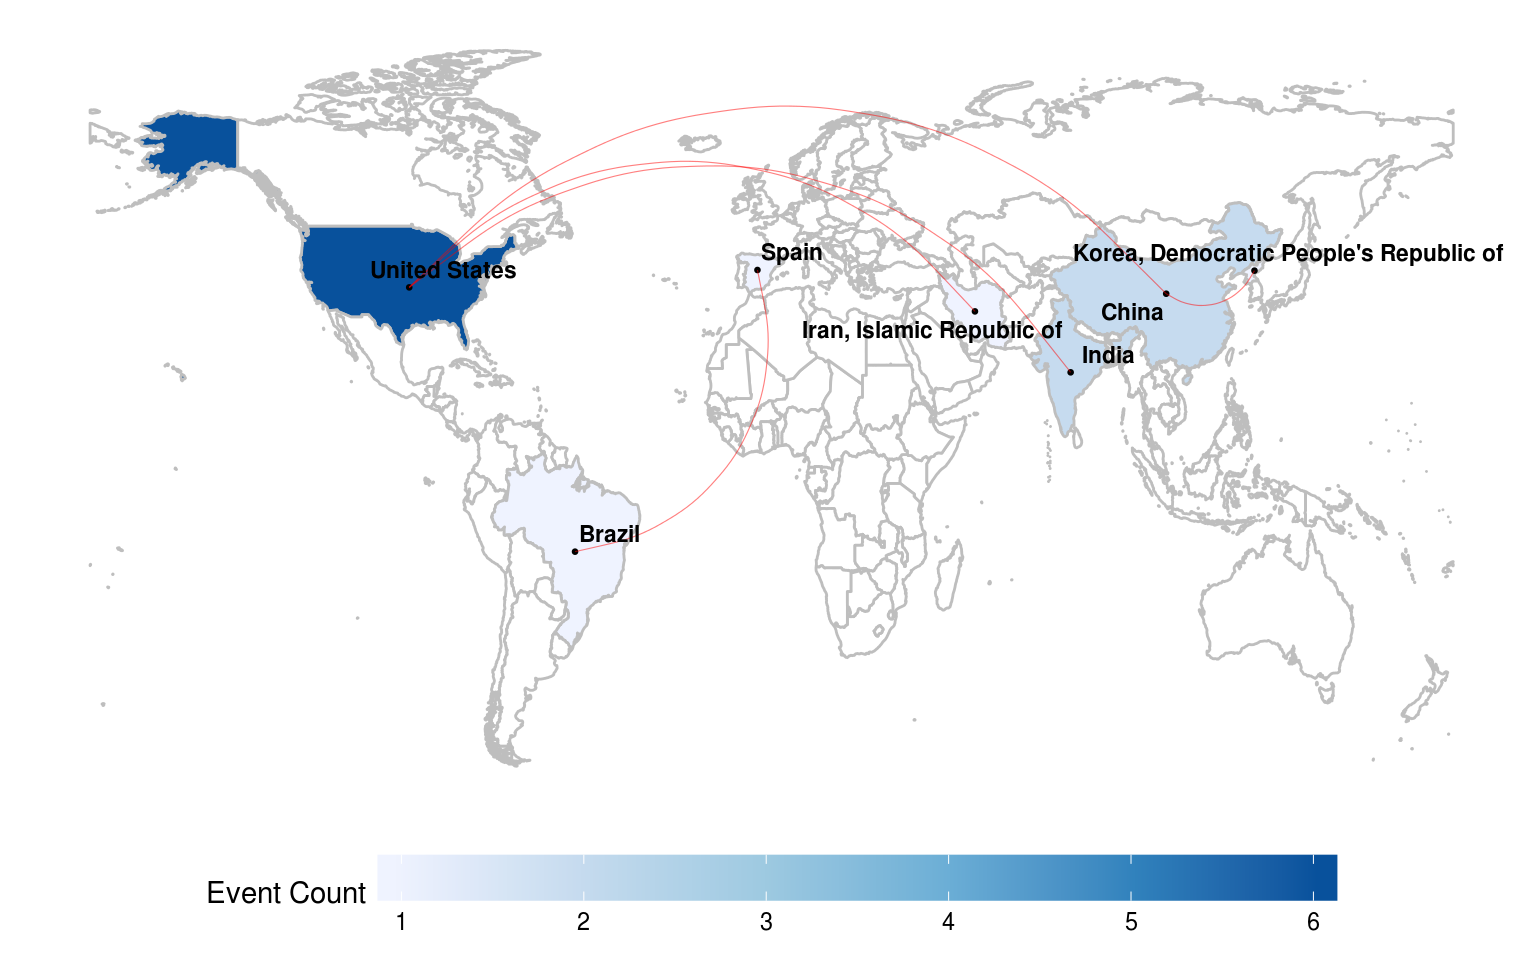 Spain
Korea, Democratic People's Republic of
United States
China
Iran, Islamic Republic of
India
Brazil
Event Count
1 2 3 4 5 6